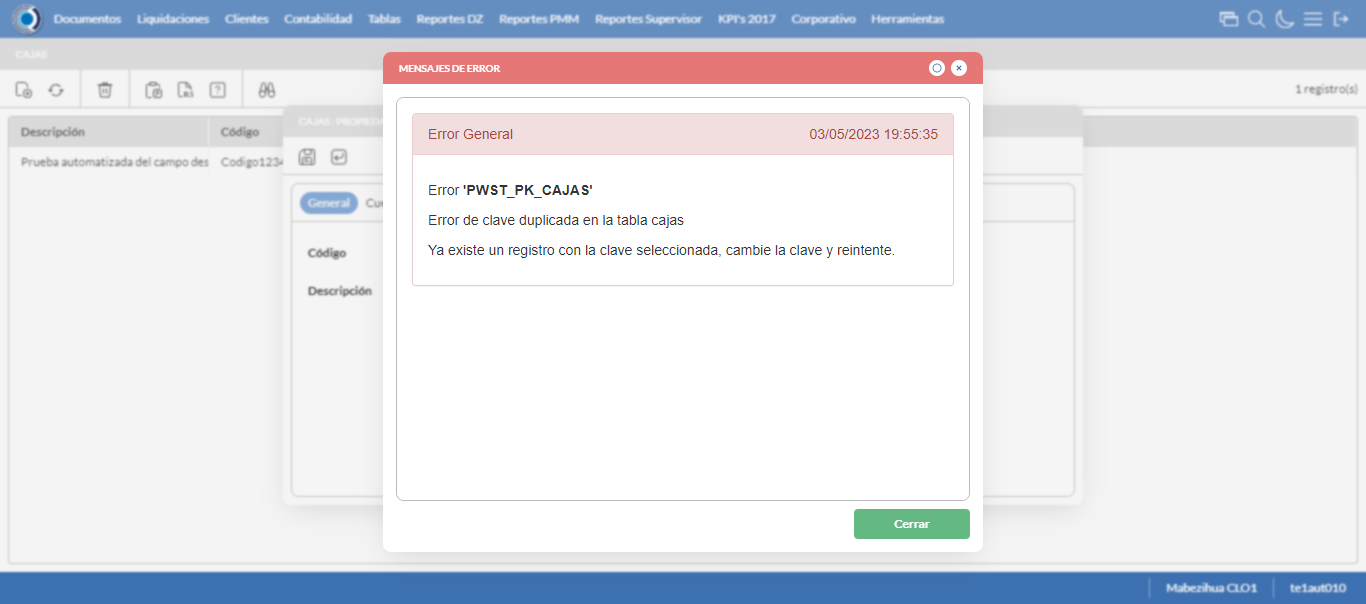 Documentos Liquidaciones Clientes Contabilidad Tablas Reportes DZ Reportes PMM Reportes Supervisor KPI's 2017 Corporativo Herramientas
CAJAS
MENSAJES DE ERROR
1 registro(s)
Descripción Código
CAJAS: PROPIEDA
Error General 03/05/2023 19:55:35
Prueba automatizada del campo des Codigo1234
Error 'PWST_PK_CAJAS'
General Cue
Error de clave duplicada en la tabla cajas
Código
Ya existe un registro con la clave seleccionada, cambie la clave y reintente.
Descripción
Cerrar
Mabezihua CLO1 te1aut010